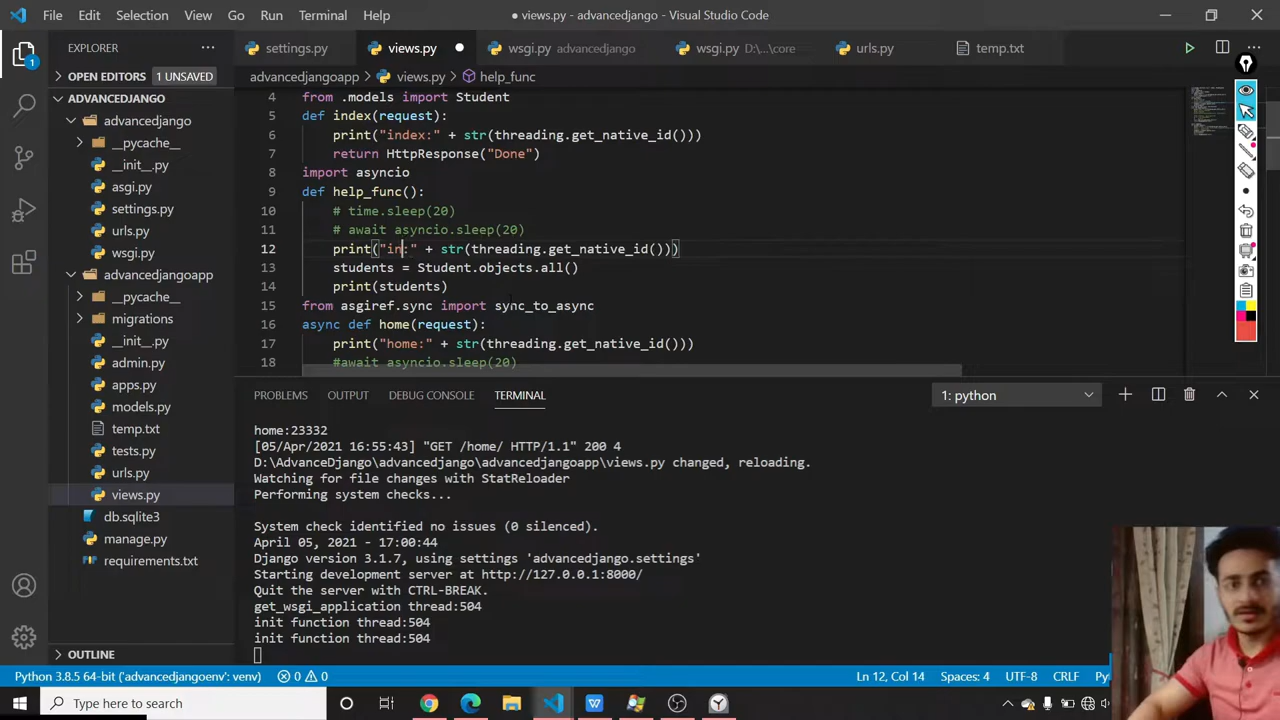 File Edit Selection View Go Run Terminal Help
views.py - advancedjango - Visual Studio Code
EXPLORER
OPEN EDITORS 1 UNSAVED
ADVANCEDJANGO
advancedjango
__pycache__
__init__.py
asgi.py
settings.py
urls.py
wsgi.py
advancedjangoapp
__pycache__
migrations
__init__.py
admin.py
apps.py
models.py
temp.txt
tests.py
urls.py
views.py
db.sqlite3
manage.py
requirements.txt
OUTLINE
1
settings.py
views.py
wsgi.py advancedjango
wsgi.py D:\...\core
urls.py
temp.txt
advancedjangoapp > views.py > help_func
4 from .models import Student
5 def index(request):
6 print("index:" + str(threading.get_native_id()))
7 return HttpResponse("Done")
8 import asyncio
9 def help_func():
10 # time.sleep(20)
11 # await asyncio.sleep(20)
12 print("in:" + str(threading.get_native_id()))
13 students = Student.objects.all()
14 print(students)
15 from asgiref.sync import sync_to_async
16 async def home(request):
17 print("home:" + str(threading.get_native_id()))
18 #await asyncio.sleep(20)
PROBLEMS OUTPUT DEBUG CONSOLE TERMINAL
1: python
home:23332
[05/Apr/2021 16:55:43] "GET /home/ HTTP/1.1" 200 4
D:\AdvanceDjango\advancedjango\advancedjangoapp\views.py changed, reloading.
Watching for file changes with StatReloader
Performing system checks...
System check identified no issues (0 silenced).
April 05, 2021 - 17:00:44
Django version 3.1.7, using settings 'advancedjango.settings'
Starting development server at http://127.0.0.1:8000/
Quit the server with CTRL-BREAK.
get_wsgi_application thread:504
init function thread:504
init function thread:504
Python 3.8.5 64-bit ('advancedjangoenv': venv) 0 0
Ln 12, Col 14 Spaces: 4 UTF-8 CRLF Py
Type here to search